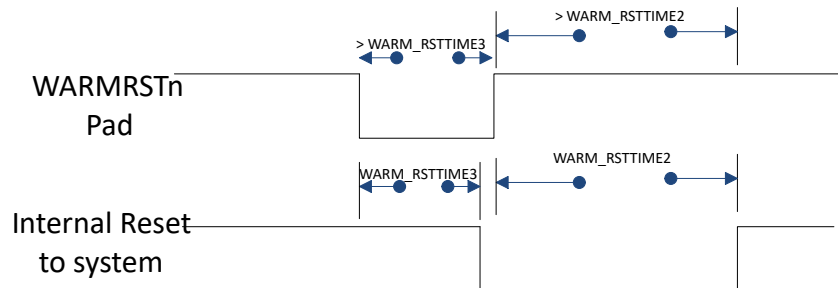 > WARM_RSTTIME2
> WARM_RSTTIME3
WARMRSTn
Pad
WARM_RSTTIME3
WARM_RSTTIME2
Internal Reset
to system